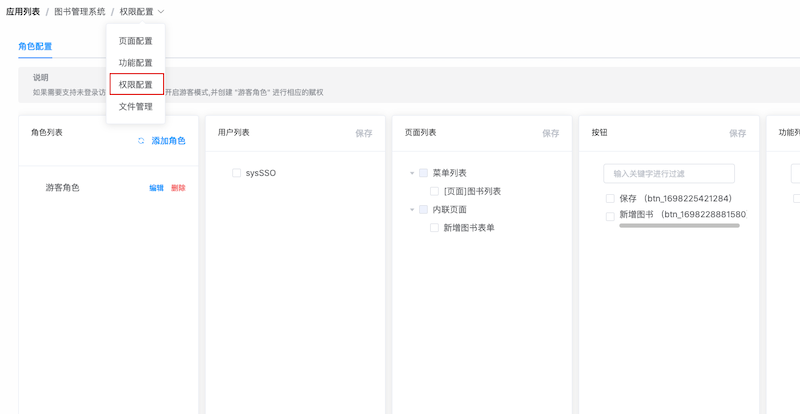 应用列表 / 图书管理系统 / 权限配置
页面配置
功能配置
权限配置
文件管理
角色配置
说明
如果需要支持未登录访 开启游客模式,并创建 "游客角色" 进行相应的赋权
角色列表
添加角色
游客角色
编辑 删除
用户列表
保存
sysSSO
页面列表
保存
菜单列表
[页面]图书列表
内联页面
新增图书表单
按钮
保存
输入关键字进行过滤
保存 (btn_1698225421284)
新增图书 (btn_1698228881580
功能列